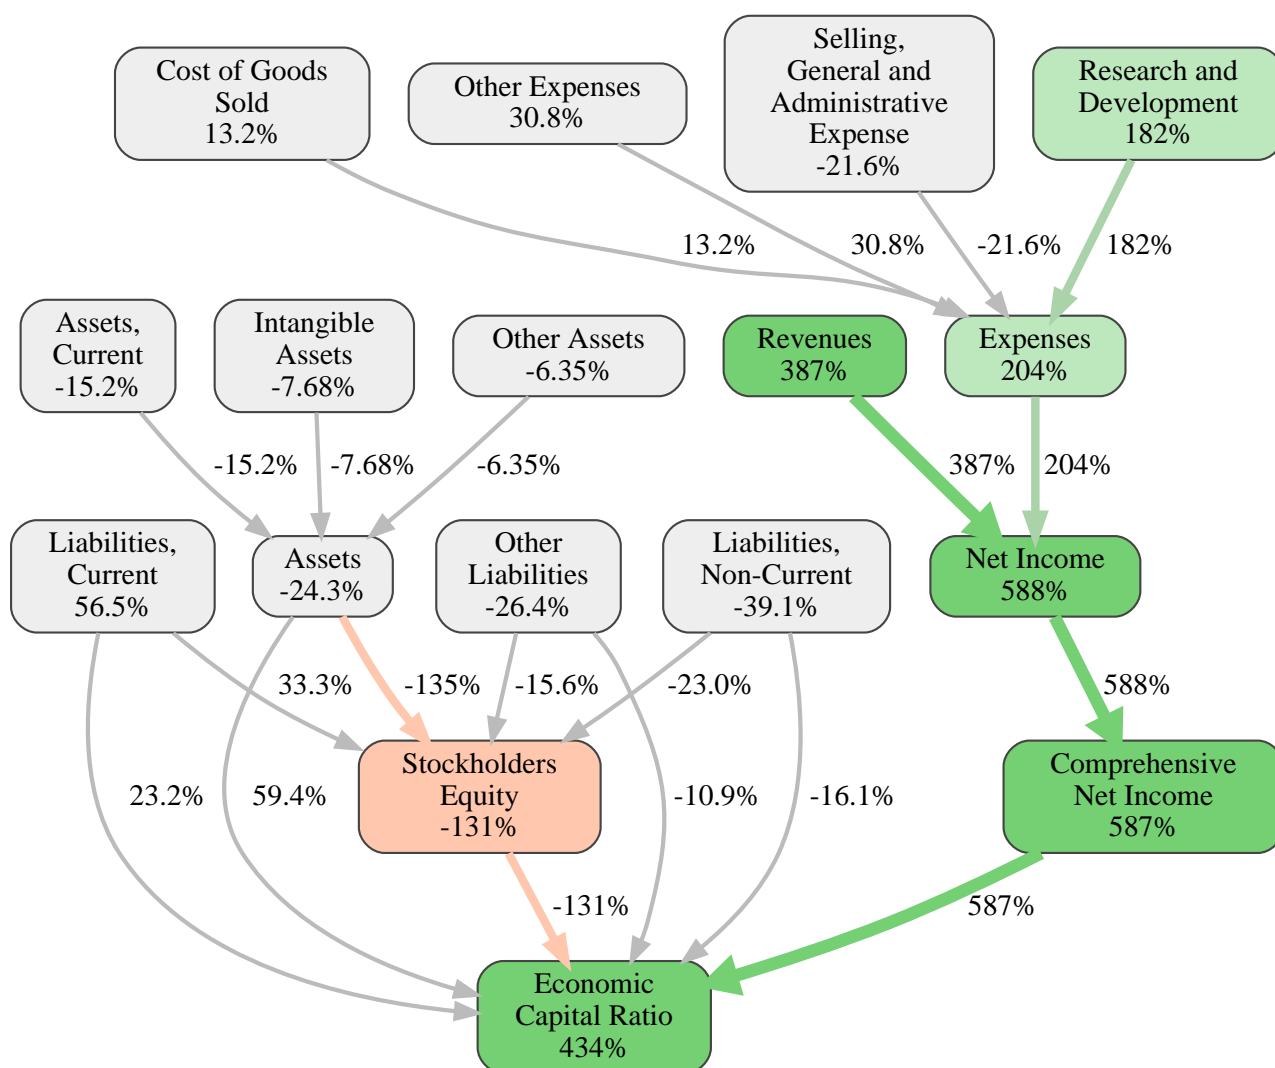 Cost of Goods
Sold
13.2%
Other Expenses
30.8%
Selling,
General and
Administrative
Expense
-21.6%
Research and
Development
182%
13.2%
30.8%
-21.6%
182%
Assets,
Current
-15.2%
Intangible
Assets
-7.68%
Other Assets
-6.35%
Revenues
387%
Expenses
204%
-15.2%
-7.68%
-6.35%
387%
204%
Liabilities,
Current
56.5%
Assets
-24.3%
Other
Liabilities
-26.4%
Liabilities,
Non-Current
-39.1%
Net Income
588%
33.3%
-135%
-15.6%
-23.0%
588%
23.2%
59.4%
Stockholders
Equity
-131%
-10.9%
-16.1%
Comprehensive
Net Income
587%
-131%
587%
Economic
Capital Ratio
434%